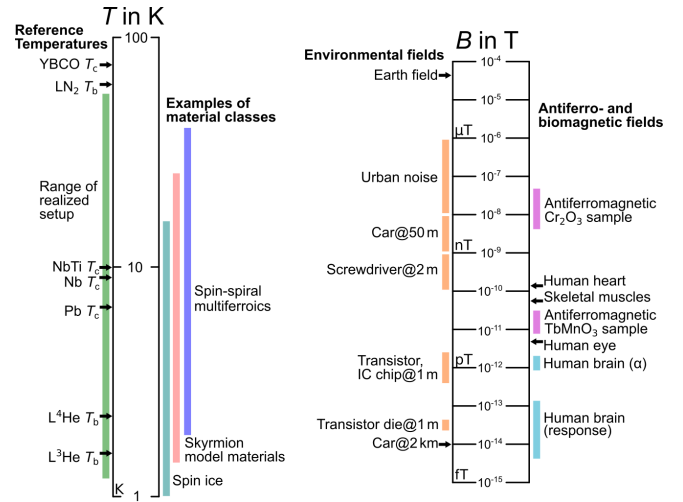 T in K
Reference
Temperatures
100
YBCO Tc
LN2 Tb
Examples of
material classes
Range of
realized
setup
NbTi Tc
10
Nb Tc
Spin-spiral
multiferroics
Pb Tc
L⁴He Tb
L³He Tb
Skyrmion
model materials
Spin ice
K
1
B in T
Environmental fields
10⁻⁴
Earth field
10⁻⁵
Antiferro- and
biomagnetic fields
µT
10⁻⁶
Urban noise
10⁻⁷
Antiferromagnetic
Cr2O3 sample
10⁻⁸
Car@50 m
nT
10⁻⁹
Screwdriver@2 m
Human heart
10⁻¹⁰
Skeletal muscles
Antiferromagnetic
TbMnO3 sample
10⁻¹¹
Human eye
pT
Transistor,
IC chip@1 m
10⁻¹²
Human brain (α)
10⁻¹³
Transistor die@1 m
Human brain
(response)
Car@2 km
10⁻¹⁴
fT
10⁻¹⁵